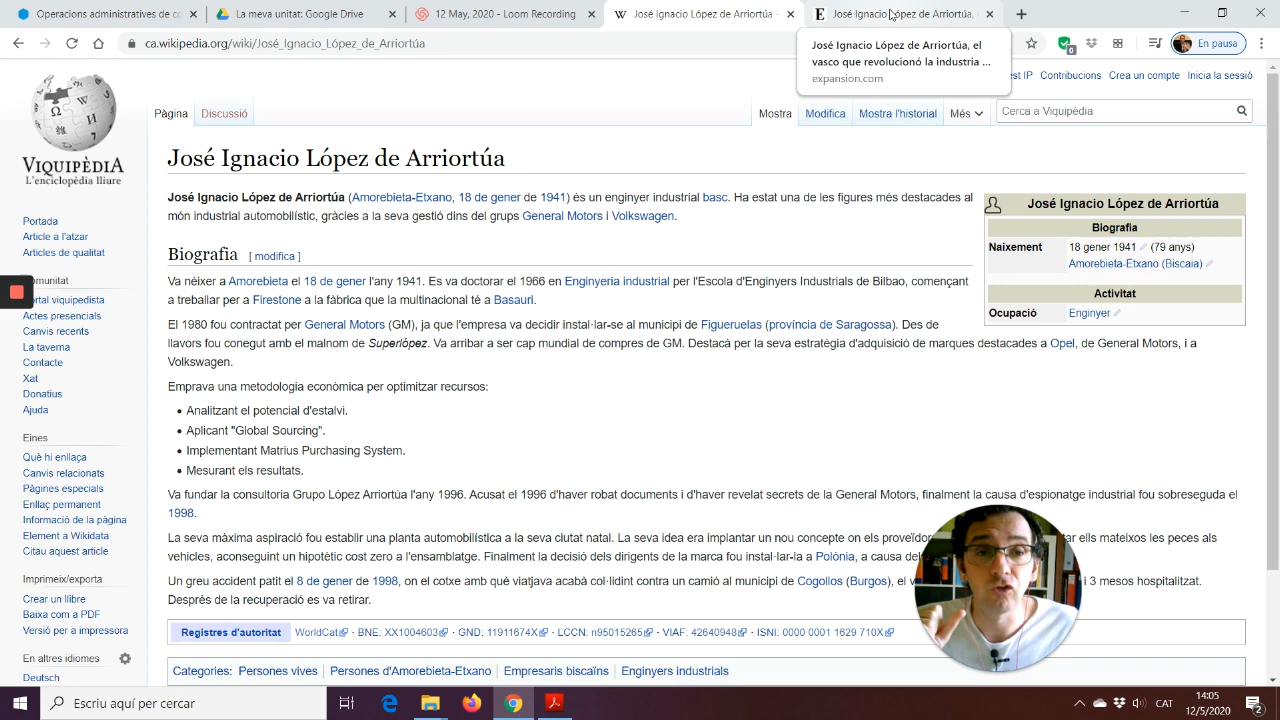 Operacions administratives de co
La meva unitat: Google Drive
12 May, 2020 - Loom Recording
José Ignacio López de Arriortúa -
José Ignacio López de Arriortúa,
ca.wikipedia.org/wiki/José_Ignacio_López_de_Arriortúa
0
En pausa
José Ignacio López de Arriortúa, el
vasco que revolucionó la industria ...
expansion.com
est IP
Contribucions
Crea un compte
Inicia la sessió
Pàgina
Discussió
Mostra
Modifica
Mostra l'historial
Més
Cerca a Viquipèdia
VIQUIPÈDIA
L'enciclopèdia lliure
Portada
Article a l'atzar
Articles de qualitat
omunitat
ortal viquipedista
Actes presencials
Canvis recents
La taverna
Contacte
Xat
Donatius
Ajuda
Eines
Què hi enllaça
Canvis relacionats
Pàgines especials
Enllaç permanent
Informació de la pàgina
Element a Wikidata
Citau aquest article
Imprimeix/exporta
Crear un llibre
Baixa com a PDF
Versió per a impressora
En altres idiomes
Deutsch
José Ignacio López de Arriortúa
José Ignacio López de Arriortúa (Amorebieta-Etxano, 18 de gener de 1941) és un enginyer industrial basc. Ha estat una de les figures més destacades al
món industrial automobilístic, gràcies a la seva gestió dins del grups General Motors i Volkswagen.
Biografia [ modifica ]
Va néixer a Amorebieta el 18 de gener l'any 1941. Es va doctorar el 1966 en Enginyeria industrial per l'Escola d'Enginyers Industrials de Bilbao, començant
a treballar per a Firestone a la fàbrica que la multinacional té a Basauri.
El 1980 fou contractat per General Motors (GM), ja que l'empresa va decidir instal·lar-se al municipi de Figueruelas (província de Saragossa). Des de
llavors fou conegut amb el malnom de Superlópez. Va arribar a ser cap mundial de compres de GM. Destacà per la seva estratègia d'adquisició de marques destacades a Opel, de General Motors, i a
Volkswagen.
Emprava una metodologia econòmica per optimitzar recursos:
• Analitzant el potencial d'estalvi.
• Aplicant "Global Sourcing".
• Implementant Matrius Purchasing System.
• Mesurant els resultats.
Va fundar la consultoria Grupo López Arriortúa l'any 1996. Acusat el 1996 d'haver robat documents i d'haver revelat secrets de la General Motors, finalment la causa d'espionatge industrial fou sobreseguda el
1998.
La seva màxima aspiració fou establir una planta automobilística a la seva ciutat natal. La seva idea era implantar un nou concepte on els proveïdor tar ells mateixos les peces als
vehicles, aconseguint un hipotètic cost zero a l'ensamblatge. Finalment la decisió dels dirigents de la marca fou instal·lar-la a Polònia, a causa del
Un greu accident patit el 8 de gener de 1998, on el cotxe amb què viatjava acabà col·lidint contra un camió al municipi de Cogollos (Burgos), el v i 3 mesos hospitalitzat.
Després de la recuperació es va retirar.
José Ignacio López de Arriortúa
Biografia
Naixement 18 gener 1941 (79 anys)
Amorebieta-Etxano (Biscaia)
Activitat
Ocupació Enginyer
Registres d'autoritat WorldCat · BNE: XX1004603 · GND: 11911674X · LCCN: n95015265 · VIAF: 42640948 · ISNI: 0000 0001 1629 710X
Categories: Persones vives | Persones d'Amorebieta-Etxano | Empresaris biscaïns | Enginyers industrials
Escriu aquí per cercar
CAT
14:05
12/5/2020
2